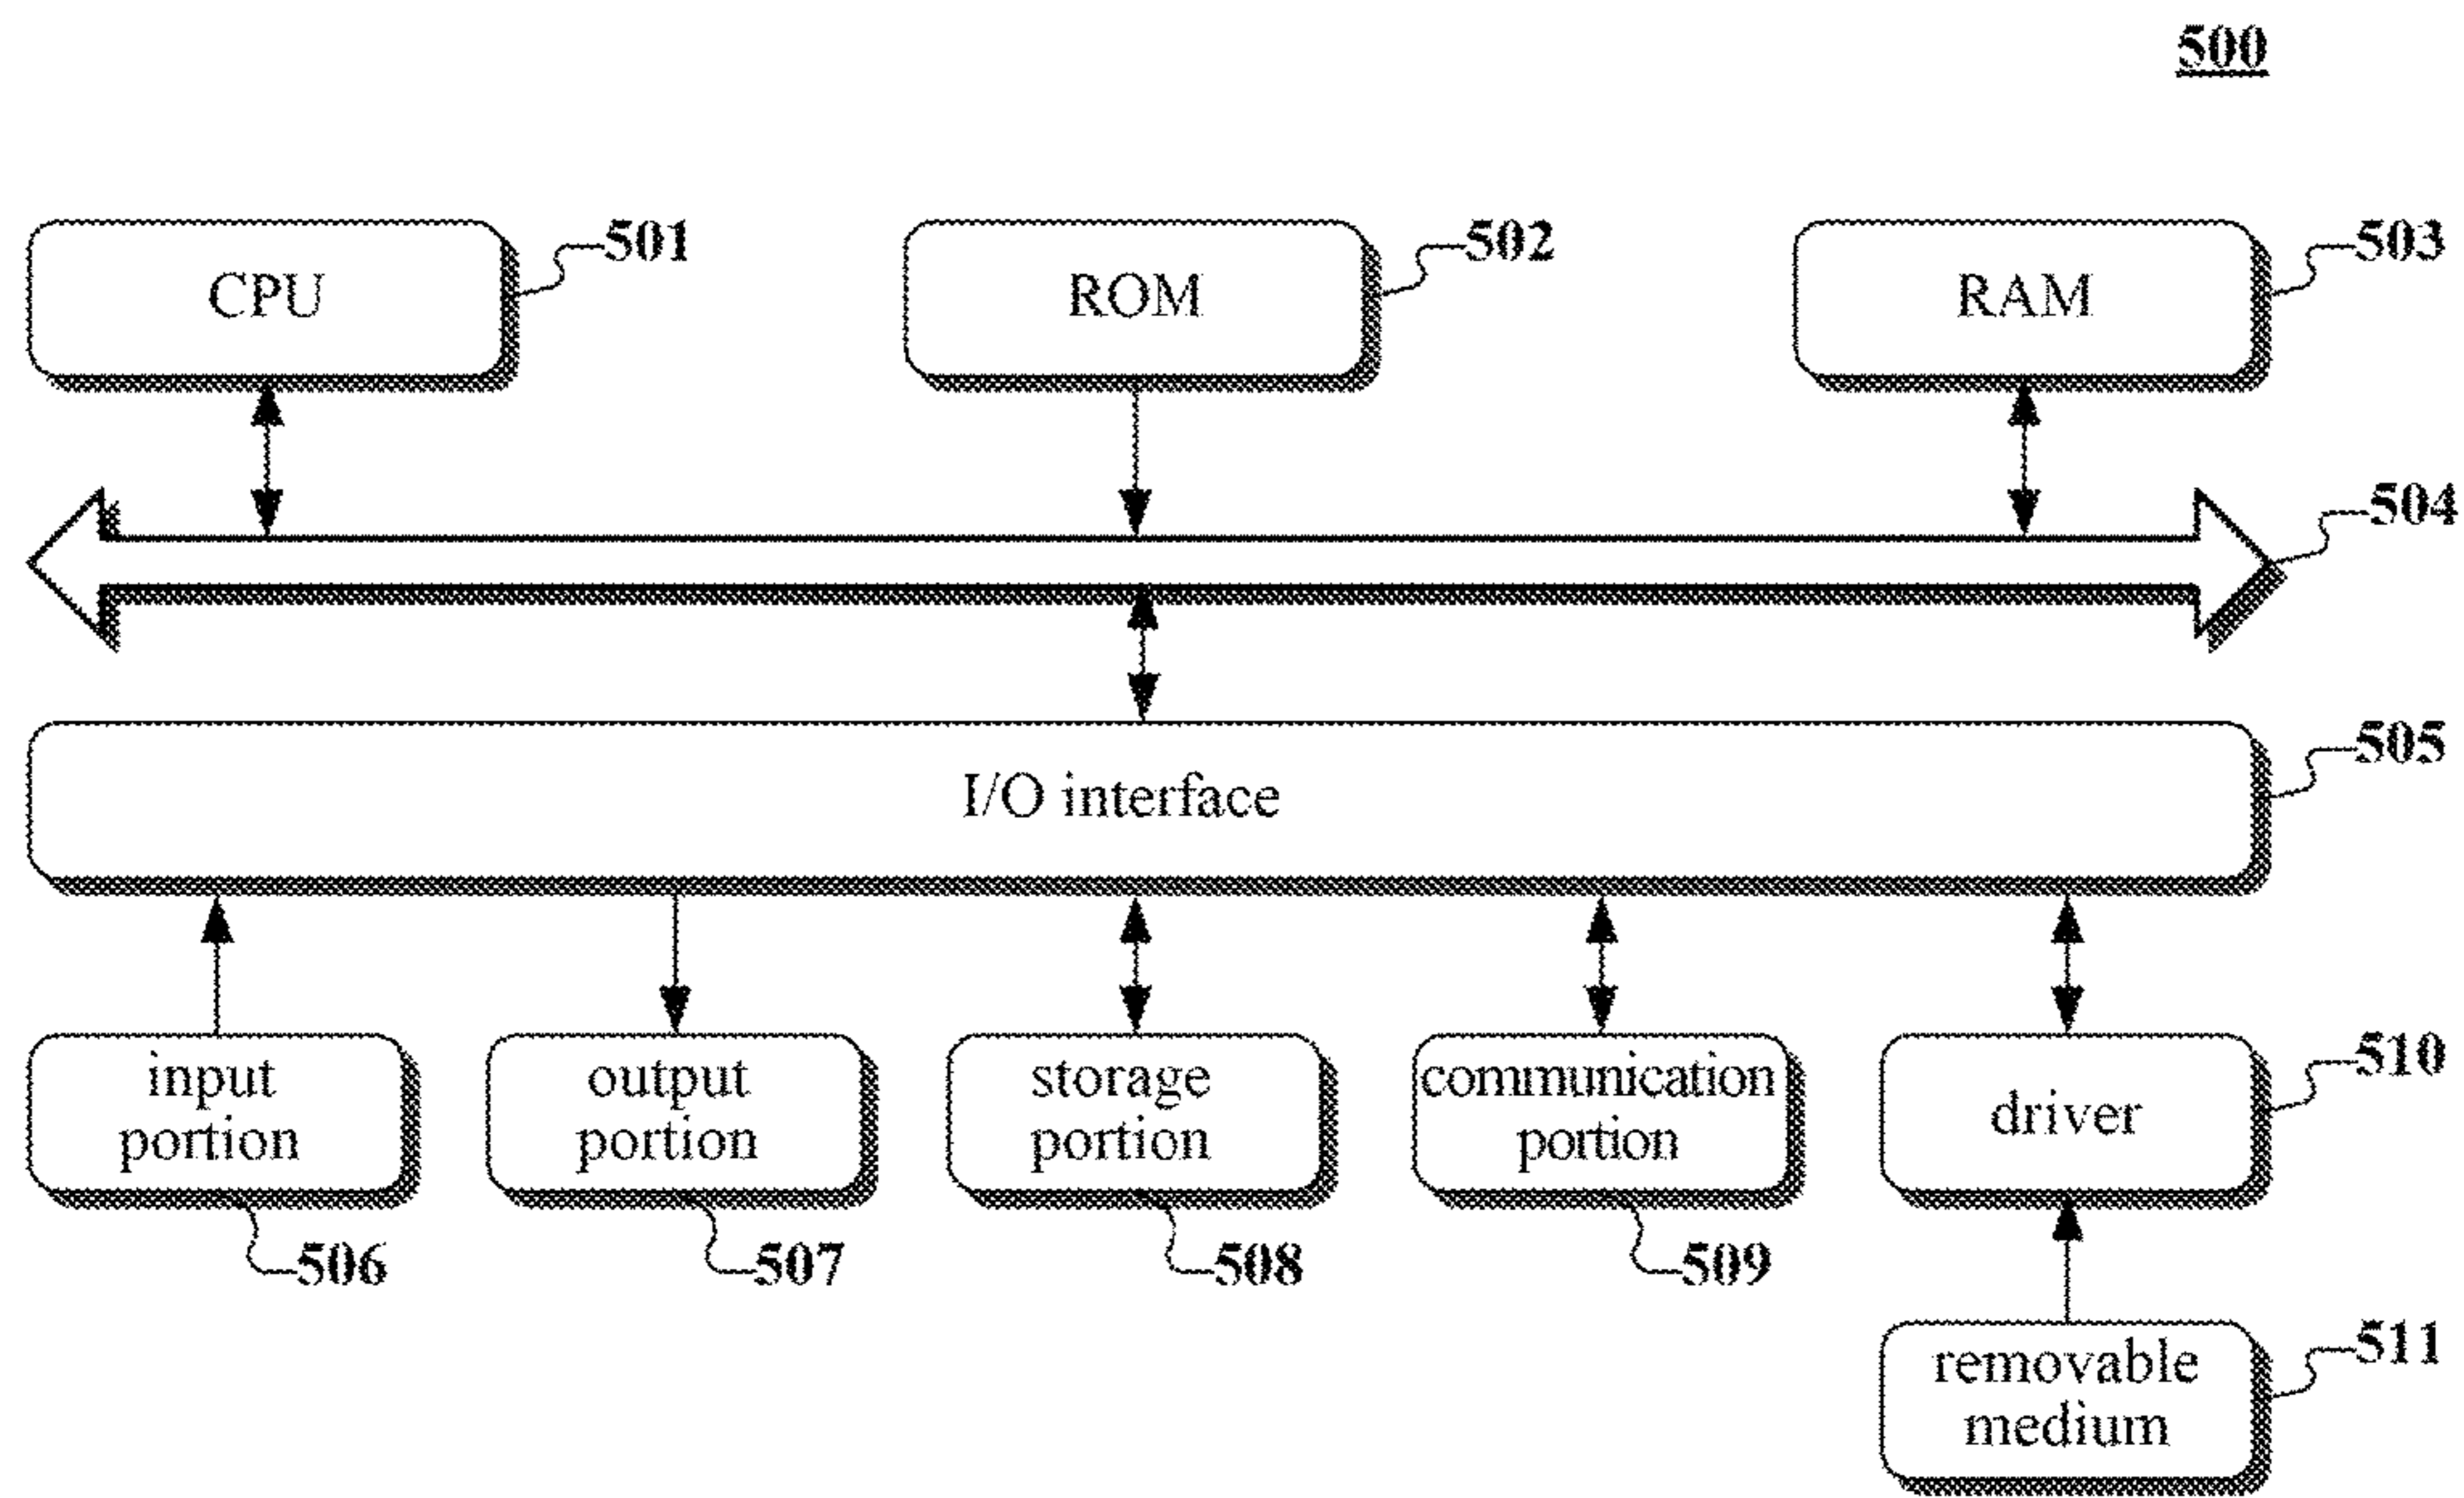 500
CPU
501
ROM
502
RAM
503
504
I/O interface
505
input
portion
506
output
portion
507
storage
portion
508
communication
portion
509
driver
510
removable
medium
511